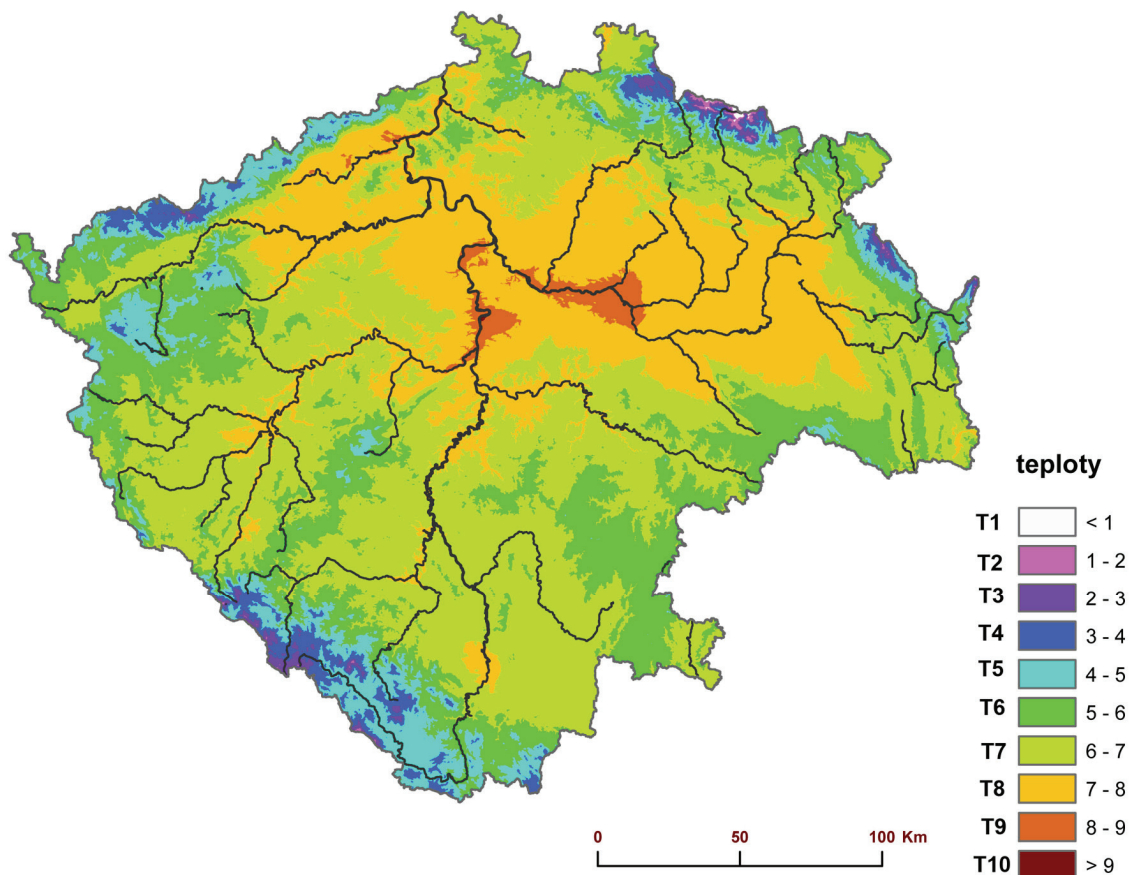 teploty
T1 < 1
T2 1 - 2
T3 2 - 3
T4 3 - 4
T5 4 - 5
T6 5 - 6
T7 6 - 7
T8 7 - 8
T9 8 - 9
T10 > 9
0 50 100 Km